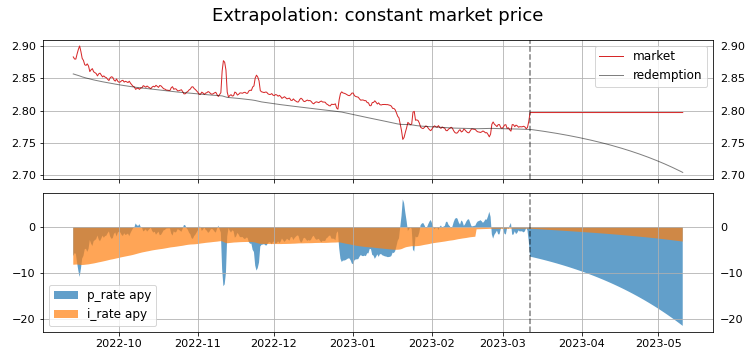 Extrapolation: constant market price
2.90 2.90
market
redemption
2.85 2.85
2.80 2.80
2.75 2.75
2.70 2.70
0 0
−10 −10
p_rate apy
i_rate apy
−20 −20
2022-10 2022-11 2022-12 2023-01 2023-02 2023-03 2023-04 2023-05